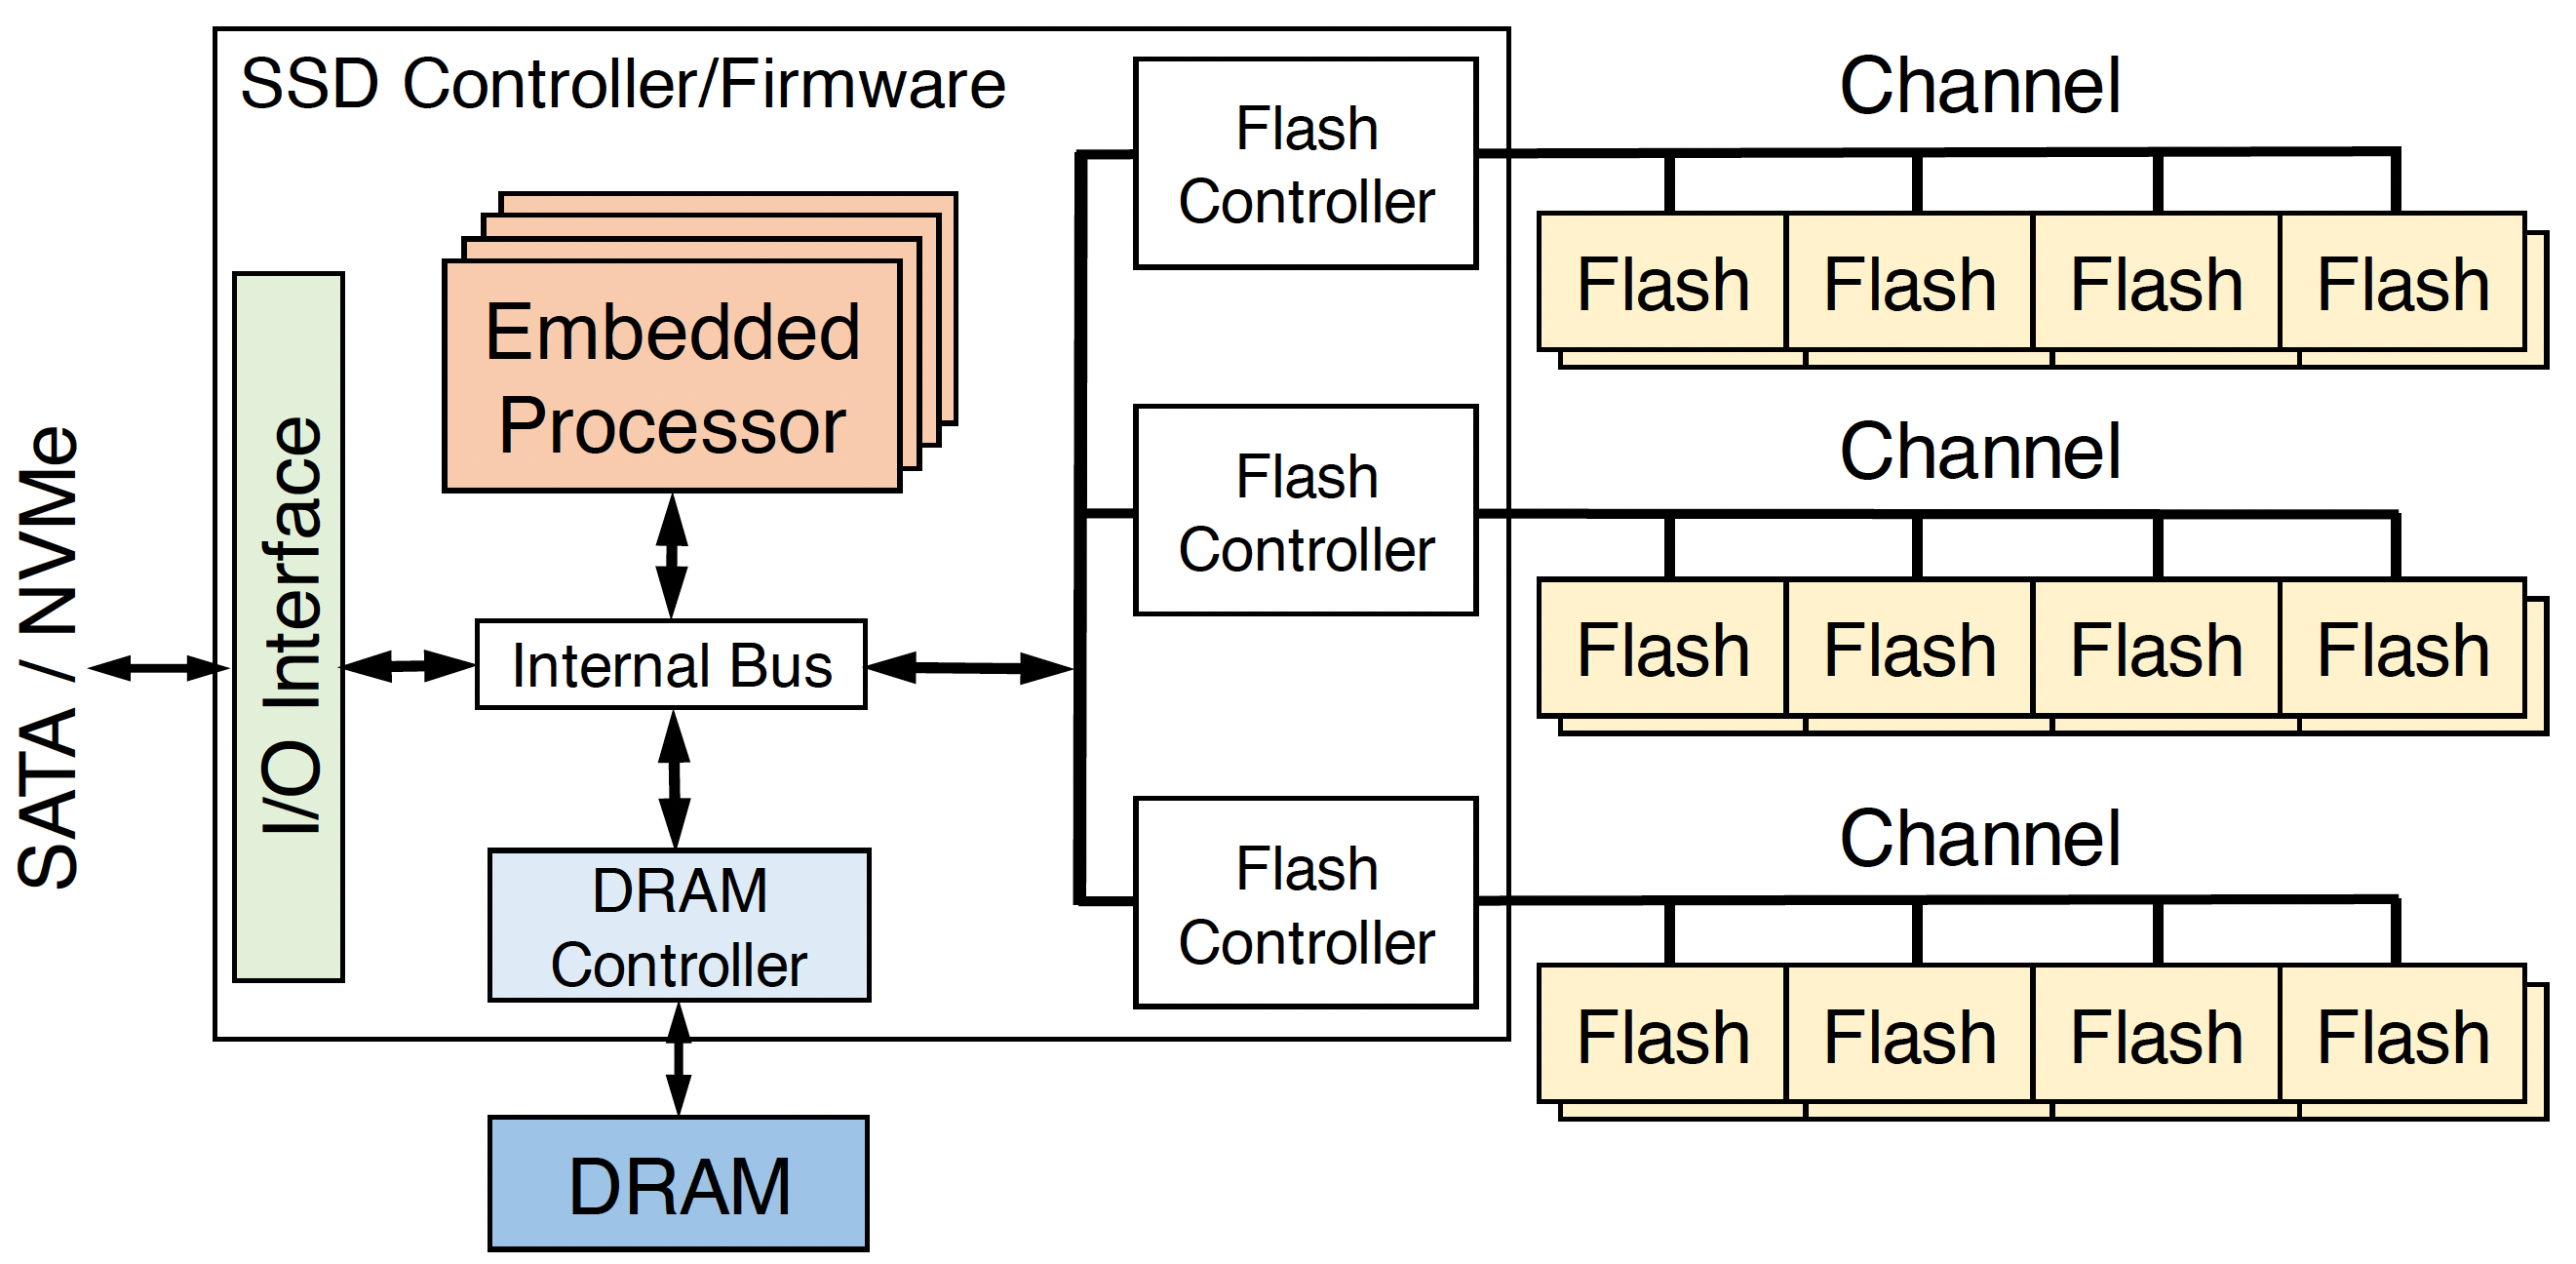 SSD Controller/Firmware
SATA / NVMe
I/O Interface
Embedded
Processor
Internal Bus
DRAM
Controller
DRAM
Flash
Controller
Channel
Flash Flash Flash Flash
Flash
Controller
Channel
Flash Flash Flash Flash
Flash
Controller
Channel
Flash Flash Flash Flash